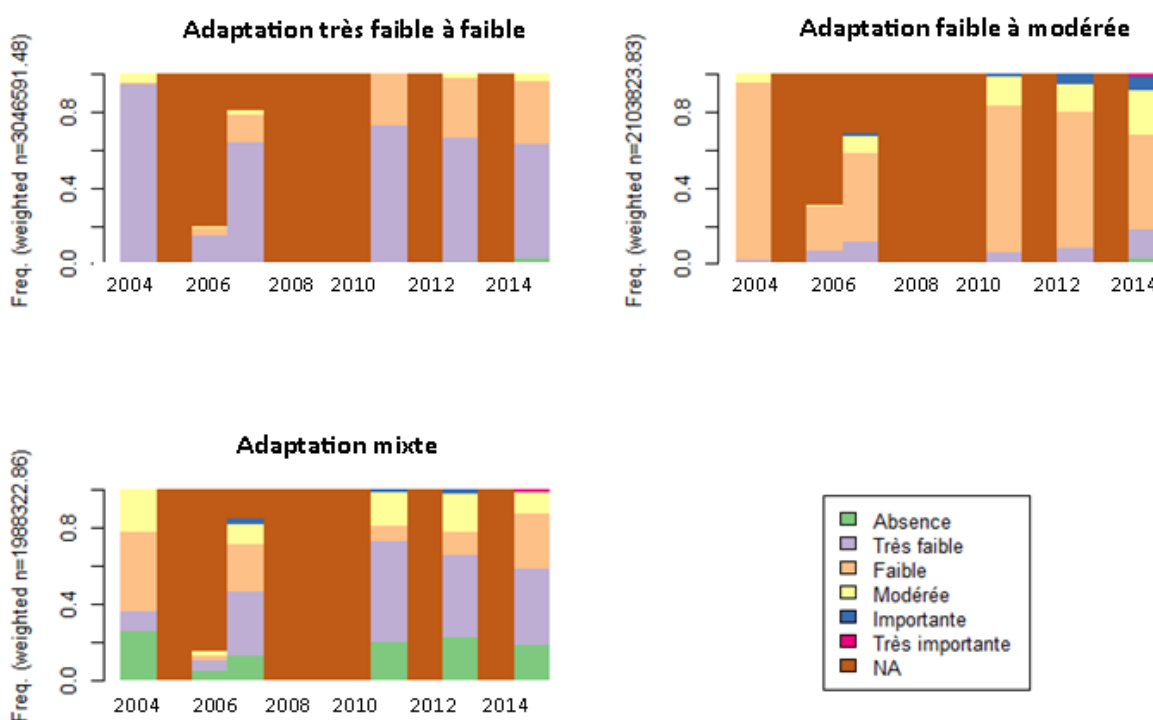 Adaptation très faible à faible
Freq. (weighted n=3046591.48)
0.8
0.4
0.0
2004 2006 2008 2010 2012 2014
Adaptation faible à modérée
Freq. (weighted n=2103823.83)
0.8
0.4
0.0
2004 2006 2008 2010 2012 2014
Adaptation mixte
Freq. (weighted n=1988322.86)
0.8
0.4
0.0
2004 2006 2008 2010 2012 2014
Absence
Très faible
Faible
Modérée
Importante
Très importante
NA